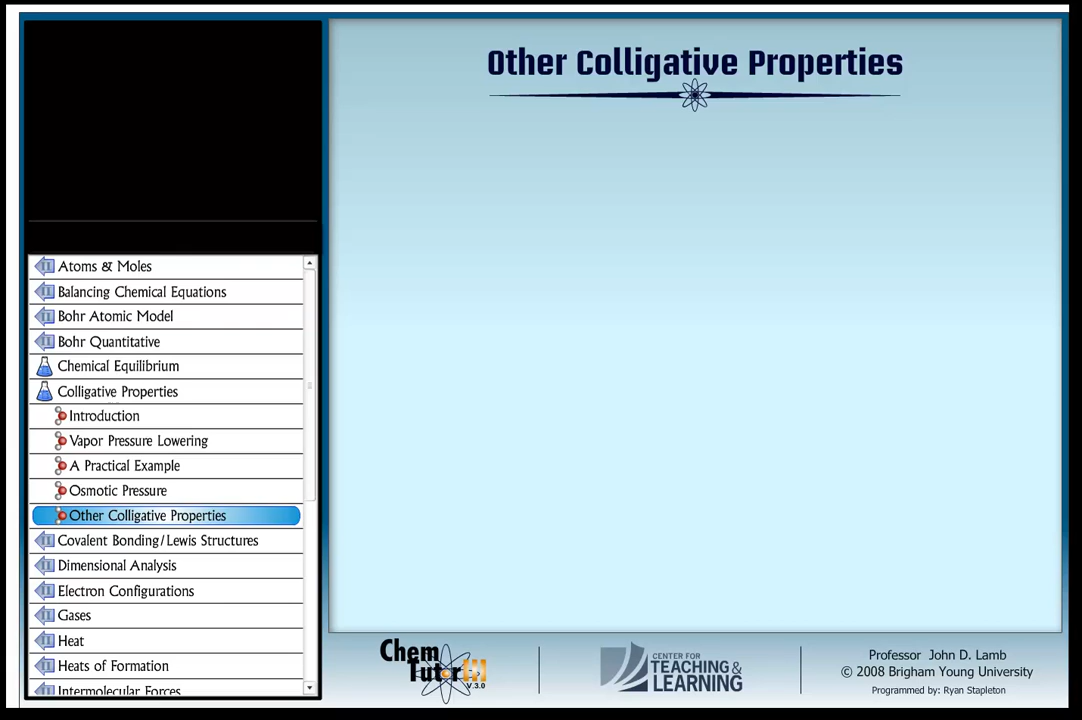 Other Colligative Properties
Atoms & Moles
Balancing Chemical Equations
Bohr Atomic Model
Bohr Quantitative
Chemical Equilibrium
Colligative Properties
Introduction
Vapor Pressure Lowering
A Practical Example
Osmotic Pressure
Other Colligative Properties
Covalent Bonding/Lewis Structures
Dimensional Analysis
Electron Configurations
Gases
Heat
Heats of Formation
Intermolecular Forces
Chem
Tutor
V.3.0
CENTER FOR
TEACHING &
LEARNING
Professor John D. Lamb
© 2008 Brigham Young University
Programmed by: Ryan Stapleton